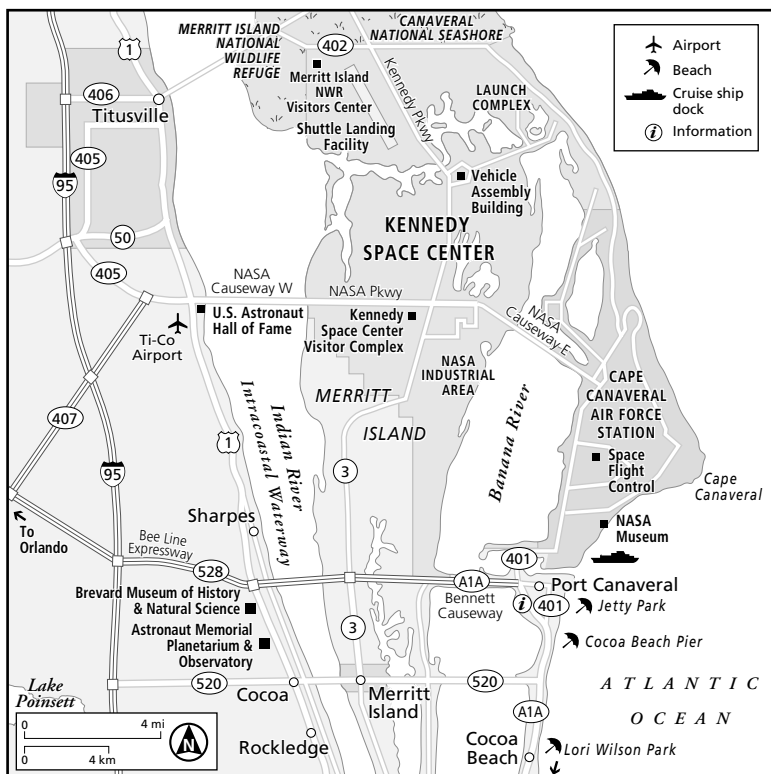 MERRITT ISLAND
NATIONAL
WILDLIFE
REFUGE
CANAVERAL
NATIONAL SEASHORE
Airport
Beach
Cruise ship
dock
i
Information
1
402
Merritt Island
NWR
Visitors Center
Kennedy Pkwy
LAUNCH
COMPLEX
406
Titusville
Shuttle Landing
Facility
405
95
Vehicle
Assembly
Building
50
KENNEDY
SPACE CENTER
405
NASA
Causeway W
NASA Pkwy
U.S. Astronaut
Hall of Fame
Kennedy
Space Center
Visitor Complex
NASA
Causeway E
Ti-Co
Airport
NASA
INDUSTRIAL
AREA
CAPE
CANAVERAL
AIR FORCE
STATION
MERRITT
ISLAND
407
1
95
3
Indian River
Intracoastal Waterway
Banana River
Space
Flight
Control
Cape
Canaveral
To
Orlando
Sharpes
Bee Line
Expressway
NASA
Museum
401
528
A1A
Port Canaveral
Bennett
Causeway
i
401
Jetty Park
Brevard Museum of History
& Natural Science
Astronaut Memorial
Planetarium &
Observatory
3
Cocoa Beach Pier
Lake
Poinsett
520
Cocoa
Merritt
Island
520
ATLANTIC
OCEAN
A1A
0 4 mi
0 4 km
N
Rockledge
Cocoa
Beach
Lori Wilson Park